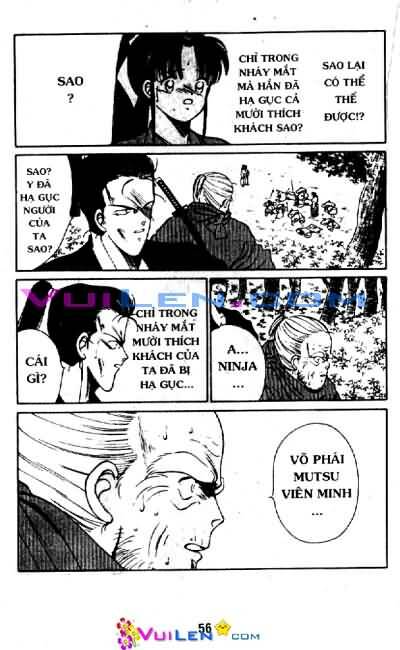 SAO
?
CHỈ TRONG
NHÁY MẮT
MÀ HẮN ĐÃ
HẠ GỤC CẢ
MƯỜI THÍCH
KHÁCH SAO?
SAO LẠI
CÓ THỂ
THẾ
ĐƯỢC!?
SAO?
Y ĐÃ
HẠ GỤC
NGƯỜI
CỦA
TA
SAO?
CHỈ TRONG
NHÁY MẮT
MƯỜI THÍCH
KHÁCH CỦA
TA ĐÃ BỊ
HẠ GỤC...
CÁI
GÌ?
A...
NINJA
...
VÕ PHÁI
MUTSU
VIÊN MINH
...
VUILEN.COM
56
VUILEN
.COM